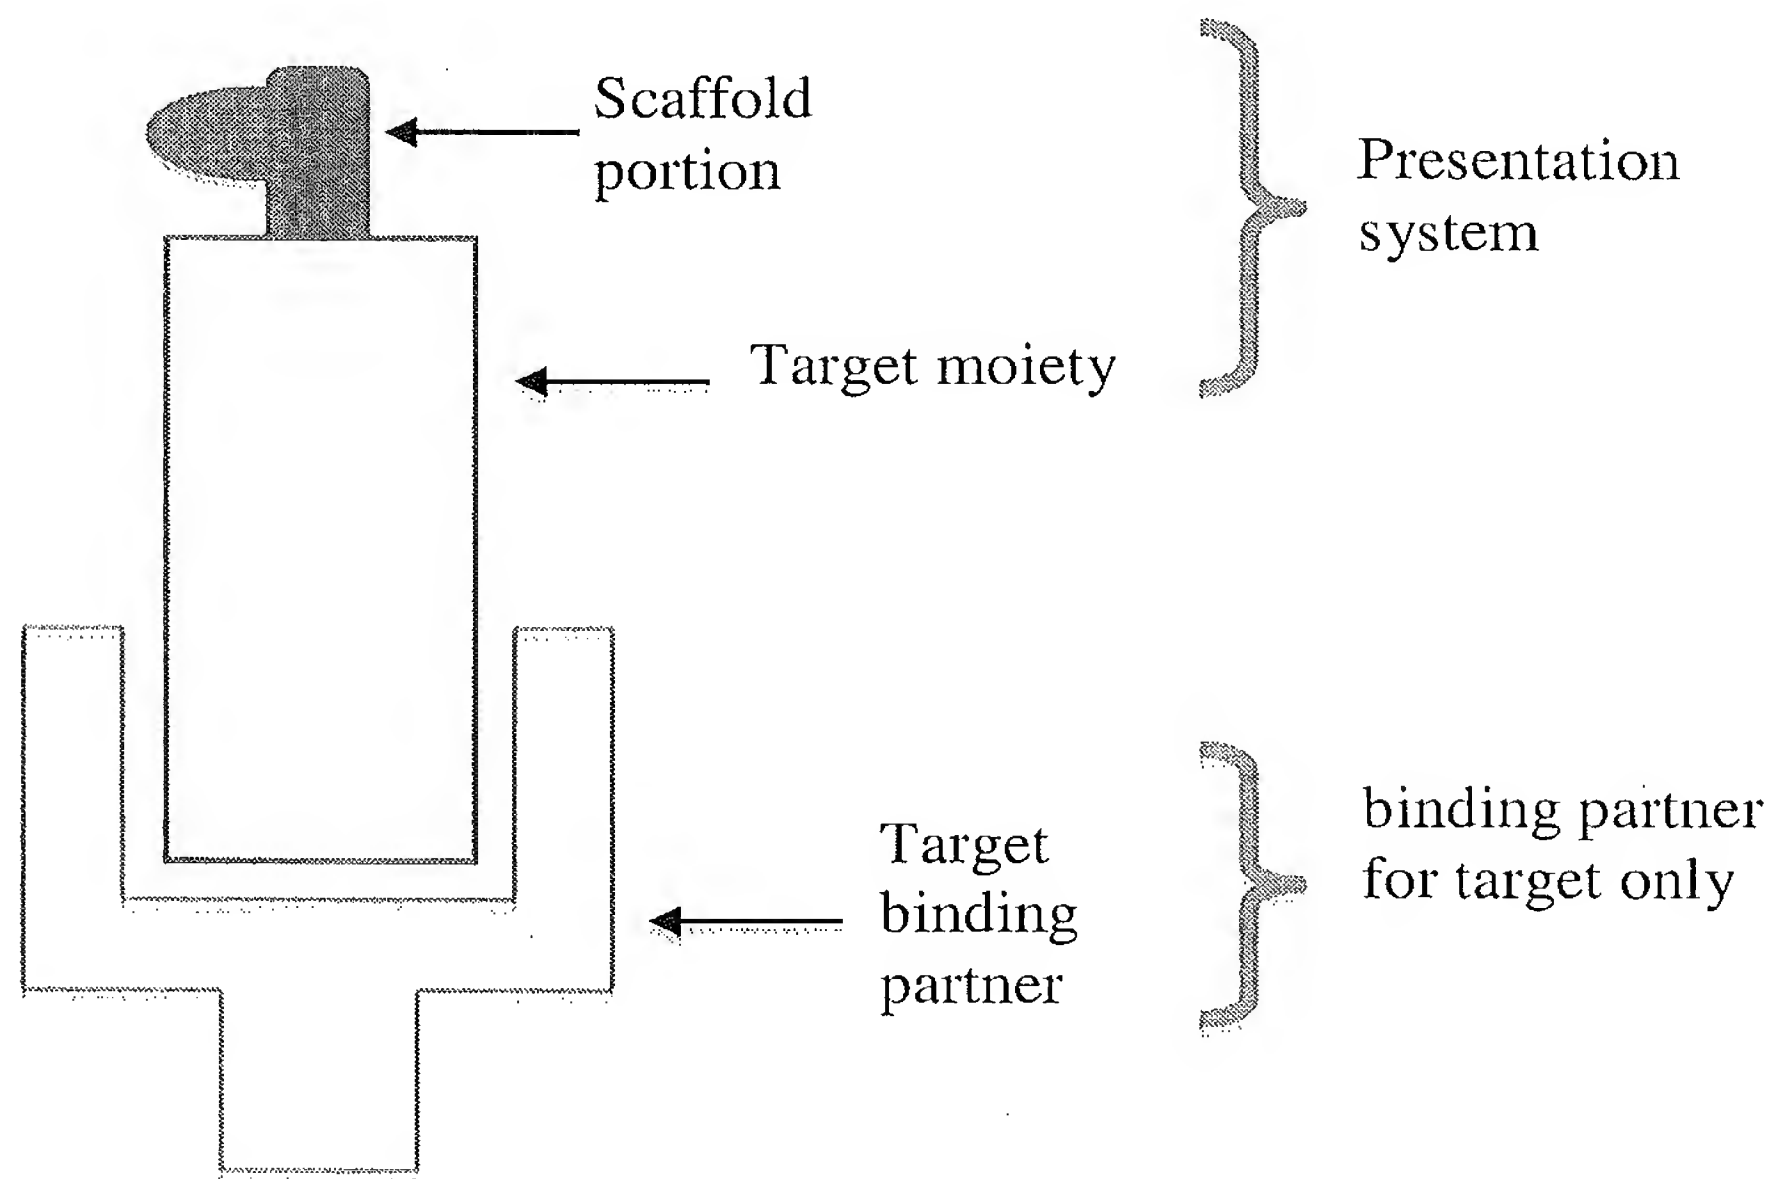 Scaffold
portion
Presentation
system
Target moiety
Target
binding
partner
binding partner
for target only